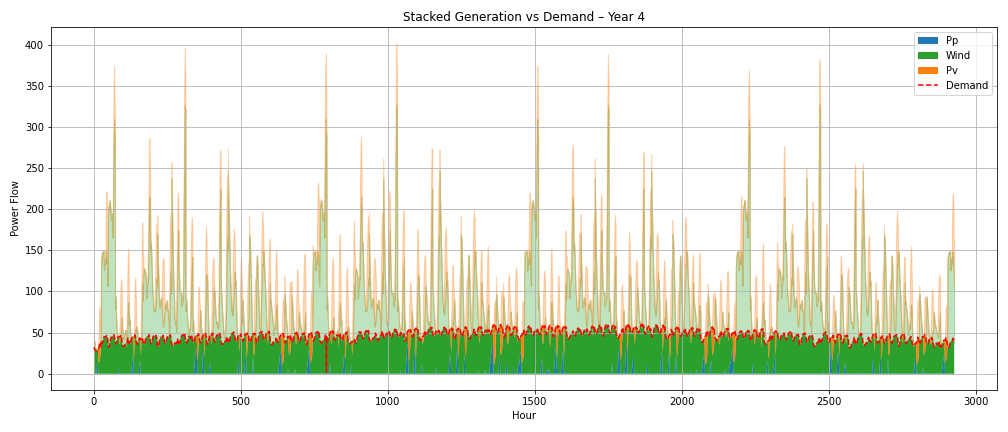 Stacked Generation vs Demand – Year 4
Power Flow
400
350
300
250
200
150
100
50
0
Pp
Wind
Pv
Demand
0
500
1000
1500
2000
2500
3000
Hour